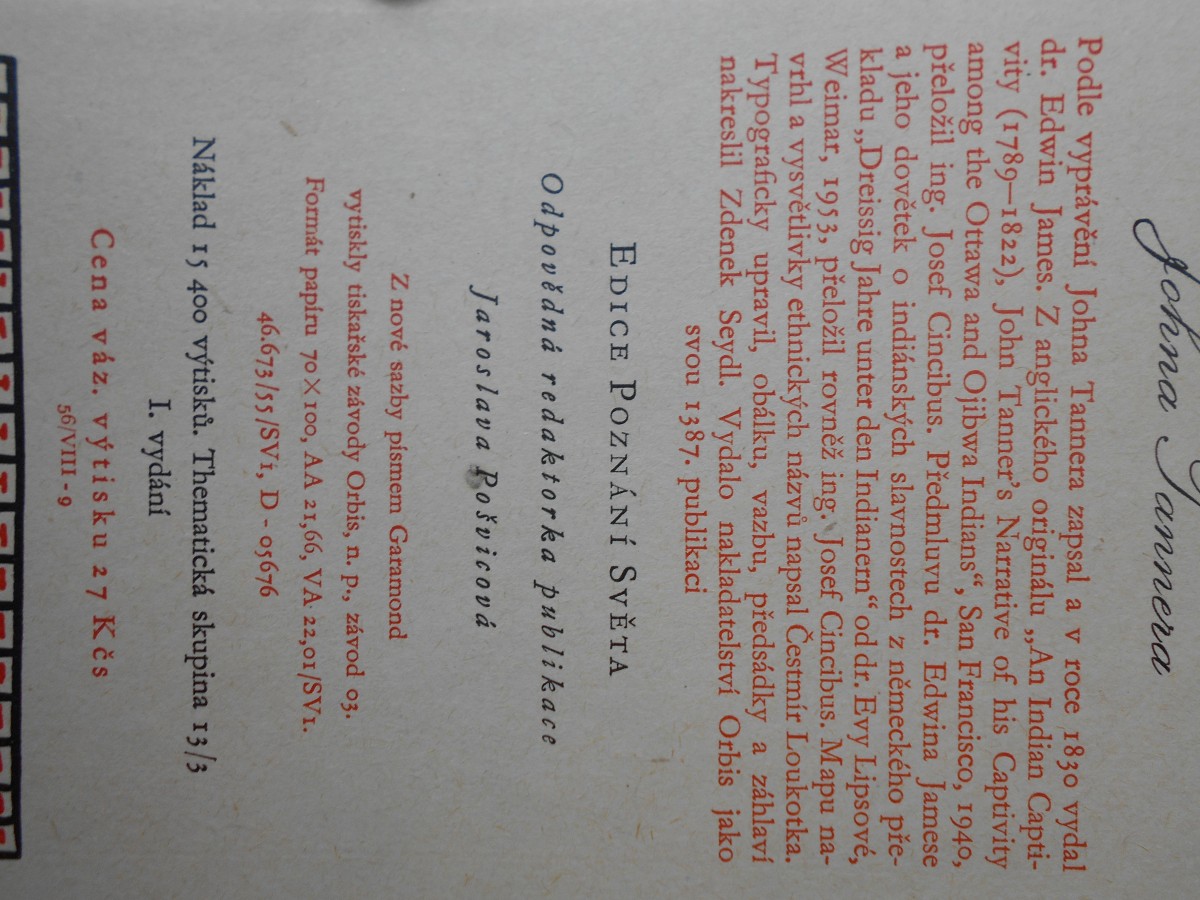 Johna Tannera
Podle vyprávění Johna Tannera zapsal a v roce 1830 vydal
dr. Edwin James. Z anglického originálu „An Indian Capti-
vity (1789—1822), John Tanner's Narrative of his Captivity
among the Ottawa and Ojibwa Indians“, San Francisco, 1940,
přeložil ing. Josef Cincibus. Předmluvu dr. Edwina Jamese
a jeho dovětek o indiánských slavnostech z německého pře-
kladu „Dreissig Jahre unter den Indianern“ od dr. Evy Lipsové,
Weimar, 1953, přeložil rovněž ing. Josef Cincibus. Mapu na-
vrhl a vysvětlivky ethnických názvů napsal Čestmír Loukotka.
Typograficky upravil, obálku, vazbu, předsádky a záhlaví
nakreslil Zdenek Seydl. Vydalo nakladatelství Orbis jako
svou 1387. publikaci
EDICE POZNÁNÍ SVĚTA
Odpovědná redaktorka publikace
Jaroslava Pošvicová
Z nové sazby písmem Garamond
vytiskly tiskařské závody Orbis, n. p., závod 03.
Formát papíru 70×100, AA 21,66, VA 22,01/SV1.
46.673/55/SVi, D - 05676
Náklad 15 400 výtisků. Thematická skupina 13/3
I. vydání
Cena váz. výtisku 27 Kčs
56/VIII - 9